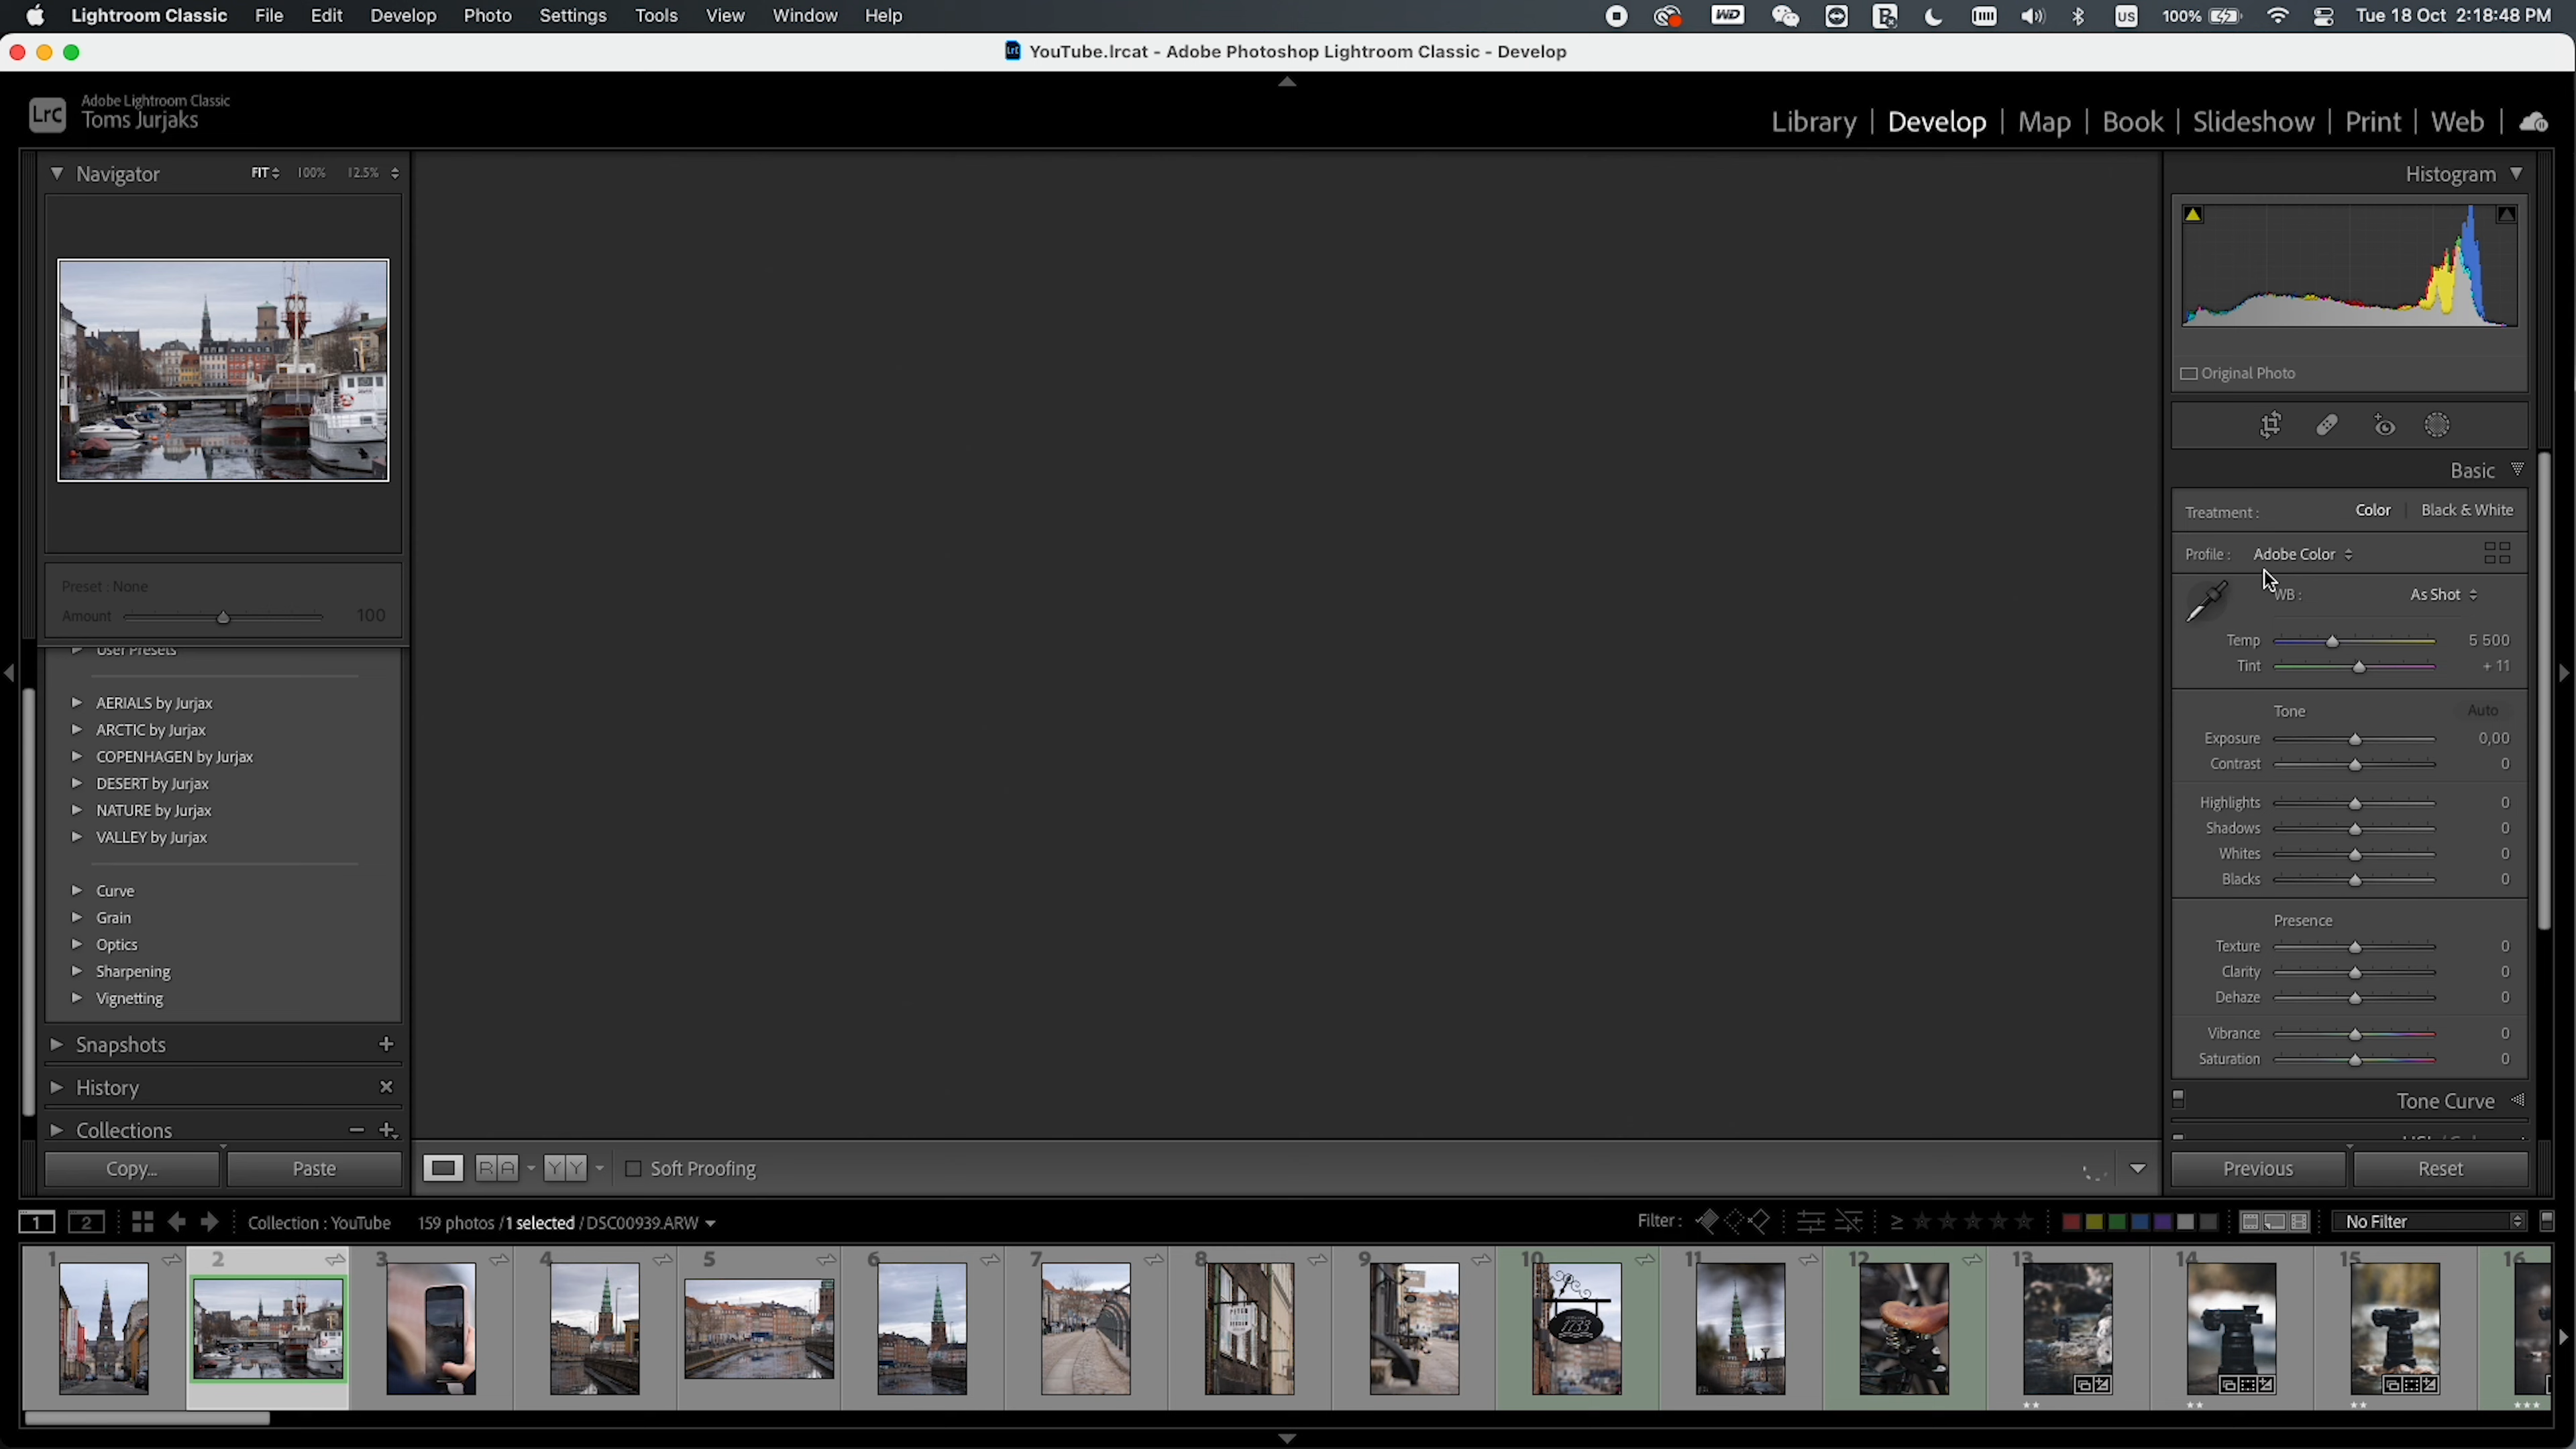 Lightroom Classic File Edit Develop Photo Settings Tools View Window Help
WD US 100% Tue 18 Oct 2:18:48 PM
YouTube.lrcat - Adobe Photoshop Lightroom Classic - Develop
LrC Adobe Lightroom Classic
Toms Jurjaks
Library | Develop | Map | Book | Slideshow | Print | Web |
Navigator FIT 100% 12.5%
Preset : None
Amount 100
User Presets
AERIALS by Jurjax
ARCTIC by Jurjax
COPENHAGEN by Jurjax
DESERT by Jurjax
NATURE by Jurjax
VALLEY by Jurjax
Curve
Grain
Optics
Sharpening
Vignetting
Snapshots
History
Collections
Copy... Paste
R A Y Y Soft Proofing
Histogram
Original Photo
Basic
Treatment : Color Black & White
Profile : Adobe Color
WB : As Shot
Temp 5 500
Tint + 11
Tone Auto
Exposure 0,00
Contrast 0
Highlights 0
Shadows 0
Whites 0
Blacks 0
Presence
Texture 0
Clarity 0
Dehaze 0
Vibrance 0
Saturation 0
Tone Curve
Previous Reset
1 2 Collection : YouTube 159 photos / 1 selected / DSC00939.ARW Filter : ≥ No Filter
1 2 3 4 5 6 7 8 9 10 11 12 13 14 15 16
1733